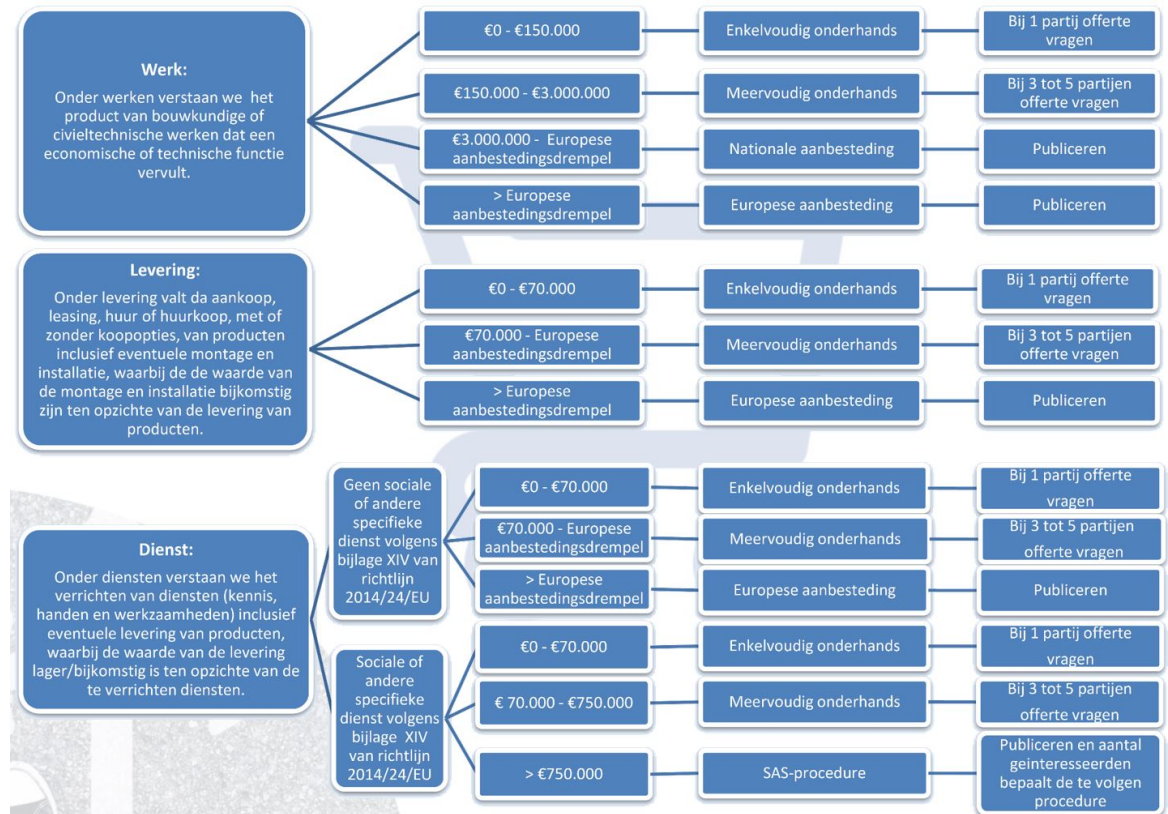 Werk:
Onder werken verstaan we het
product van bouwkundige of
civieltechnische werken dat een
economische of technische functie
vervult.
€0 - €150.000
Enkelvoudig onderhands
Bij 1 partij offerte
vragen
€150.000 - €3.000.000
Meervoudig onderhands
Bij 3 tot 5 partijen
offerte vragen
€3.000.000 - Europese
aanbestedingsdrempel
Nationale aanbesteding
Publiceren
> Europese
aanbestedingsdrempel
Europese aanbesteding
Publiceren
Levering:
Onder levering valt da aankoop,
leasing, huur of huurkoop, met of
zonder koopopties, van producten
inclusief eventuele montage en
installatie, waarbij de de waarde van
de montage en installatie bijkomstig
zijn ten opzichte van de levering van
producten.
€0 - €70.000
Enkelvoudig onderhands
Bij 1 partij offerte
vragen
€70.000 - Europese
aanbestedingsdrempel
Meervoudig onderhands
Bij 3 tot 5 partijen
offerte vragen
> Europese
aanbestedingsdrempel
Europese aanbesteding
Publiceren
Dienst:
Onder diensten verstaan we het
verrichten van diensten (kennis,
handen en werkzaamheden) inclusief
eventuele levering van producten,
waarbij de waarde van de levering
lager/bijkomstig is ten opzichte van de
te verrichten diensten.
Geen sociale
of andere
specifieke
dienst volgens
bijlage XIV van
richtlijn
2014/24/EU
€0 - €70.000
Enkelvoudig onderhands
Bij 1 partij offerte
vragen
€70.000 - Europese
aanbestedingsdrempel
Meervoudig onderhands
Bij 3 tot 5 partijen
offerte vragen
> Europese
aanbestedingsdrempel
Europese aanbesteding
Publiceren
Sociale of
andere
specifieke
dienst volgens
bijlage XIV
van richtlijn
2014/24/EU
€0 - €70.000
Enkelvoudig onderhands
Bij 1 partij offerte
vragen
€ 70.000 - €750.000
Meervoudig onderhands
Bij 3 tot 5 partijen
offerte vragen
> €750.000
SAS-procedure
Publiceren en aantal
geinteresseerden
bepaalt de te volgen
procedure